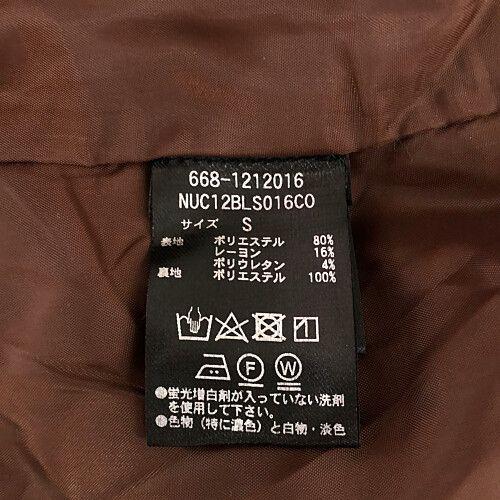 668-1212016
NUC12BLS016CO
サイズ S
表地 ポリエステル 80%
レーヨン 16%
ポリウレタン 4%
裏地 ポリエステル 100%
F W
●蛍光増白剤が入っていない洗剤
を使用して下さい。
●色物(特に濃色)と白物・淡色